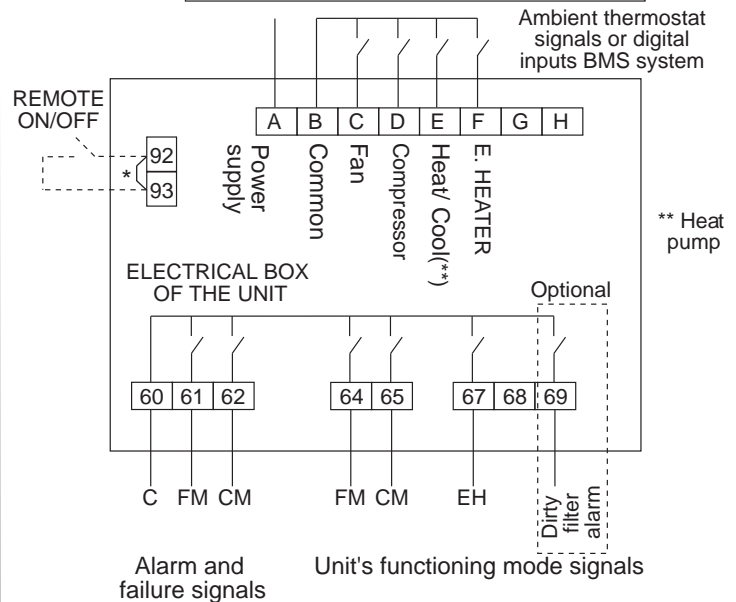 Ambient thermostat
signals or digital
inputs BMS system
REMOTE
ON/OFF
A B C D E F G H
92
*
93
Power
supply
Common
Fan
Compressor
Heat/ Cool(**)
E. HEATER
** Heat
pump
ELECTRICAL BOX
OF THE UNIT
Optional
60 61 62 64 65 67 68 69
C FM CM FM CM EH
Dirty
filter
alarm
Alarm and
failure signals
Unit's functioning mode signals